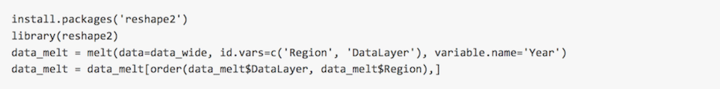 install.packages('reshape2')
library(reshape2)
data_melt = melt(data=data_wide, id.vars=c('Region', 'DataLayer'), variable.name='Year')
data_melt = data_melt[order(data_melt$DataLayer, data_melt$Region),]